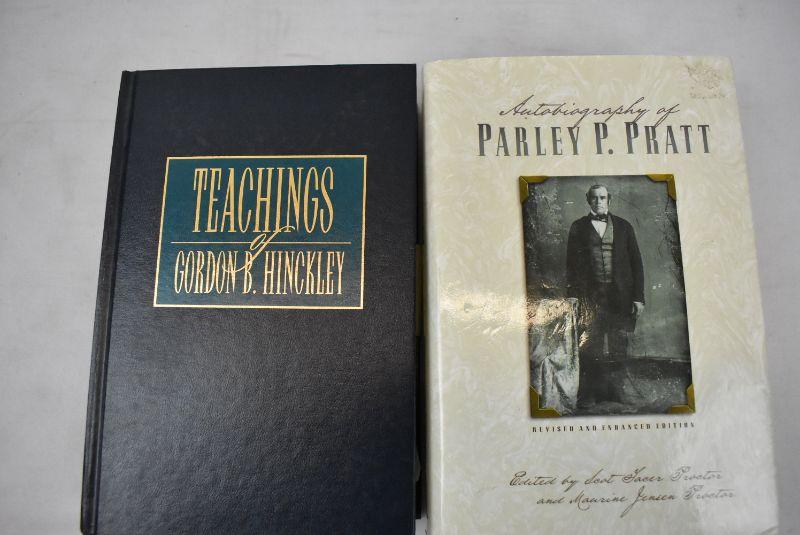 TEACHINGS
of
GORDON B. HINCKLEY
Autobiography of
PARLEY P. PRATT
REVISED AND ENHANCED EDITION
Edited by Scot Facer Proctor
and Maurine Jensen Proctor